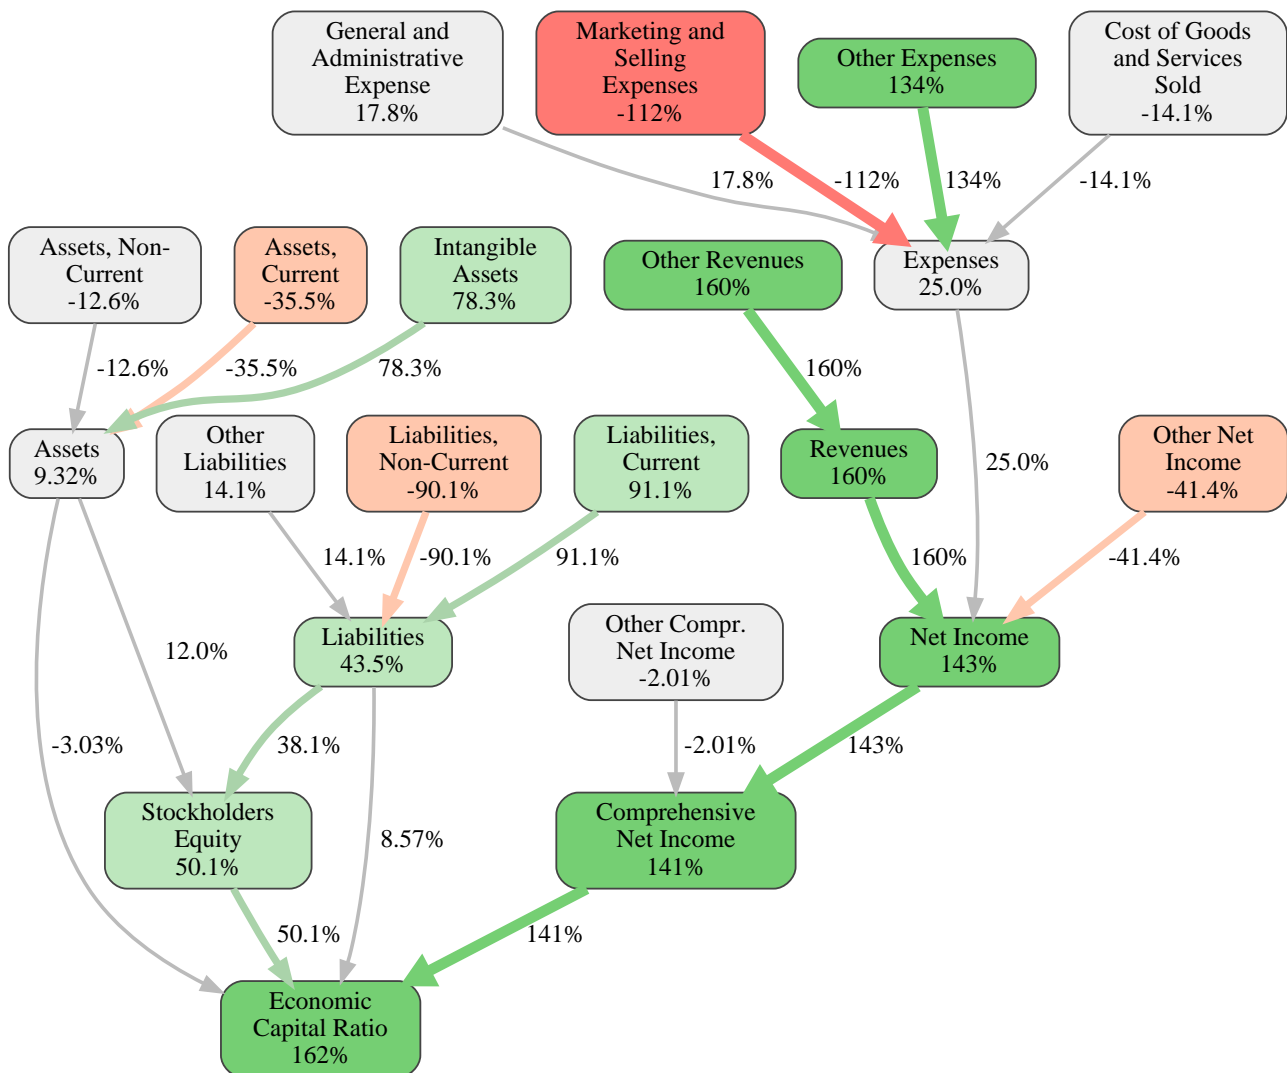 General and
Administrative
Expense
17.8%
Marketing and
Selling
Expenses
-112%
Other Expenses
134%
Cost of Goods
and Services
Sold
-14.1%
17.8%
-112%
134%
-14.1%
Assets, Non-
Current
-12.6%
Assets,
Current
-35.5%
Intangible
Assets
78.3%
Other Revenues
160%
Expenses
25.0%
-12.6%
-35.5%
78.3%
160%
Assets
9.32%
Other
Liabilities
14.1%
Liabilities,
Non-Current
-90.1%
Liabilities,
Current
91.1%
Revenues
160%
25.0%
Other Net
Income
-41.4%
14.1%
-90.1%
91.1%
160%
-41.4%
12.0%
Liabilities
43.5%
Other Compr.
Net Income
-2.01%
Net Income
143%
-3.03%
38.1%
-2.01%
143%
Stockholders
Equity
50.1%
8.57%
Comprehensive
Net Income
141%
50.1%
141%
Economic
Capital Ratio
162%